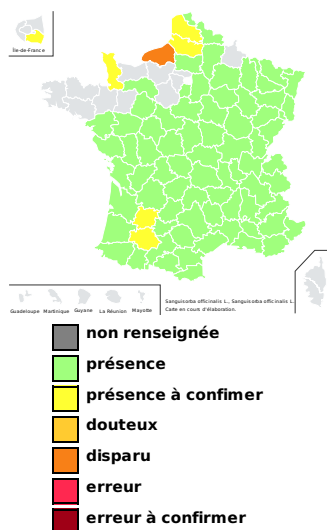 Île-de-France
Guadeloupe Martinique Guyane La Réunion Mayotte
Sanguisorba officinalis L., Sanguisorba officinalis L.
Carte en cours d'élaboration.
non renseignée
présence
présence à confimer
douteux
disparu
erreur
erreur à confirmer